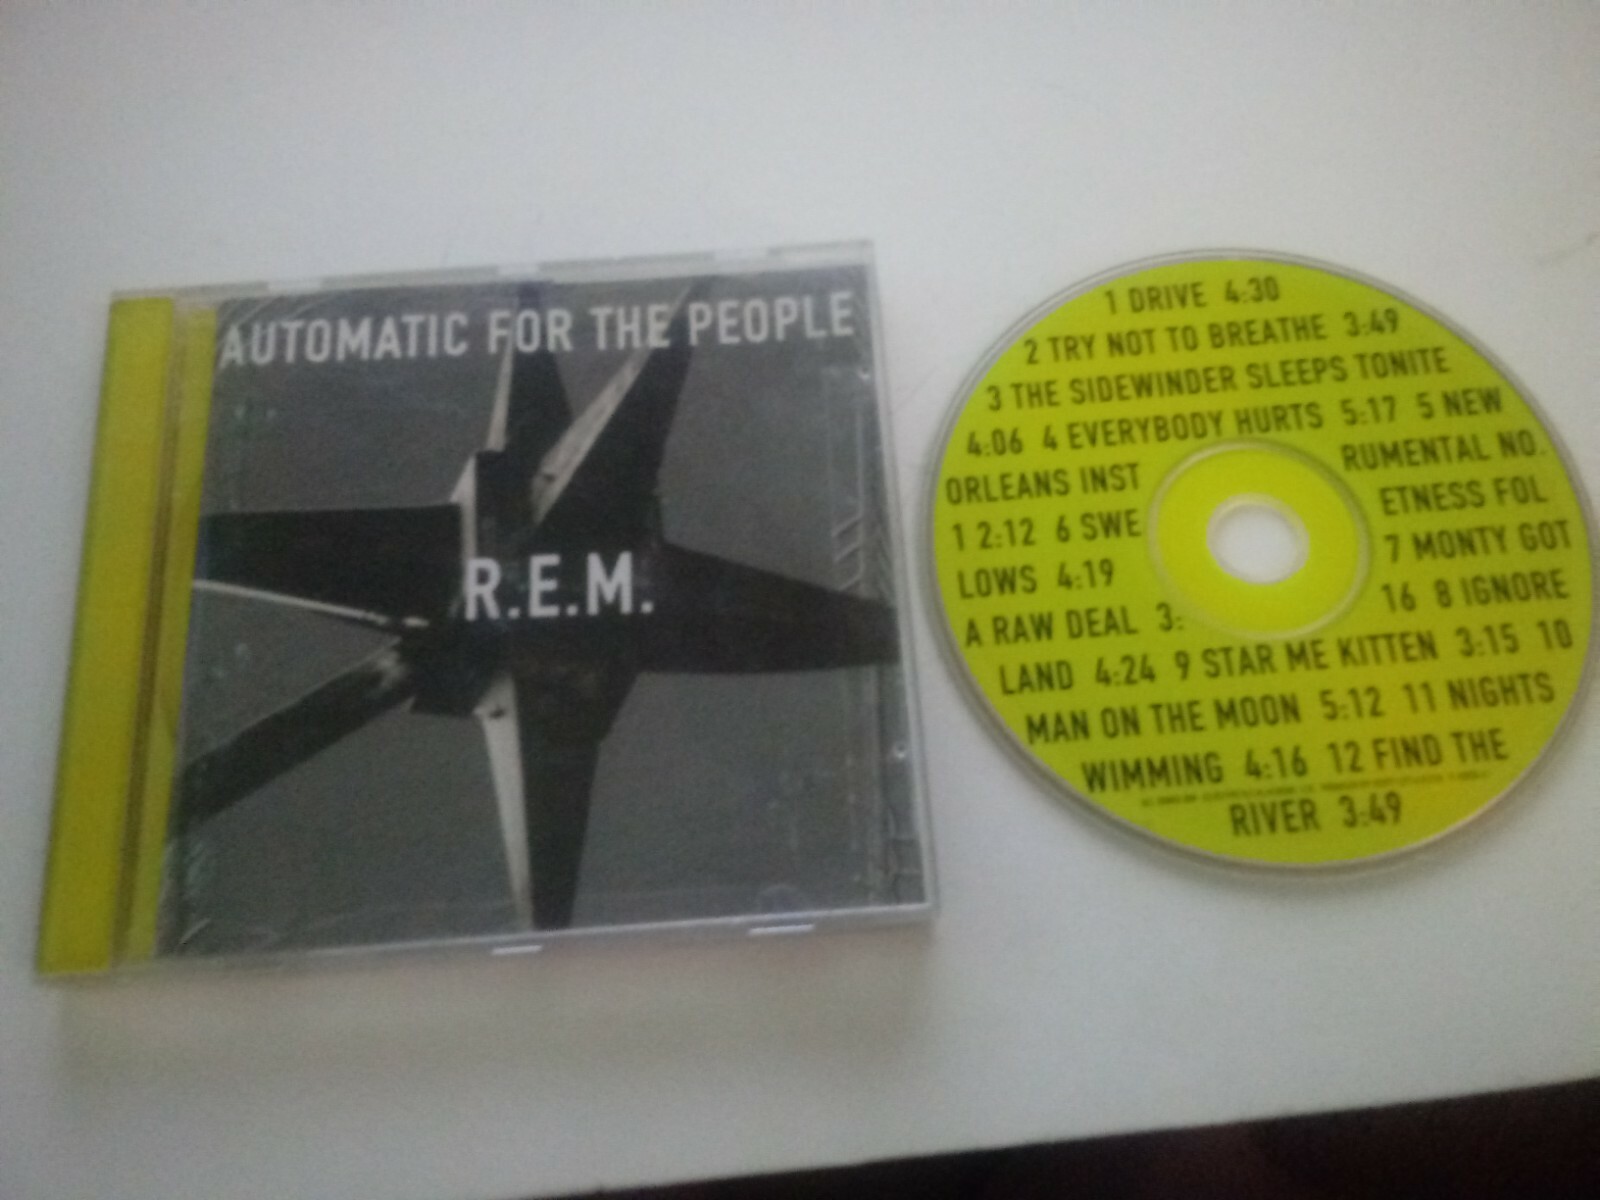 AUTOMATIC FOR THE PEOPLE
R.E.M.
1 DRIVE 4:30
2 TRY NOT TO BREATHE 3:49
3 THE SIDEWINDER SLEEPS TONITE
4:06 4 EVERYBODY HURTS 5:17 5 NEW
ORLEANS INST RUMENTAL NO.
1 2:12 6 SWE ETNESS FOL
LOWS 4:19 7 MONTY GOT
A RAW DEAL 3: 16 8 IGNORE
LAND 4:24 9 STAR ME KITTEN 3:15 10
MAN ON THE MOON 5:12 11 NIGHTS
WIMMING 4:16 12 FIND THE
RIVER 3:49